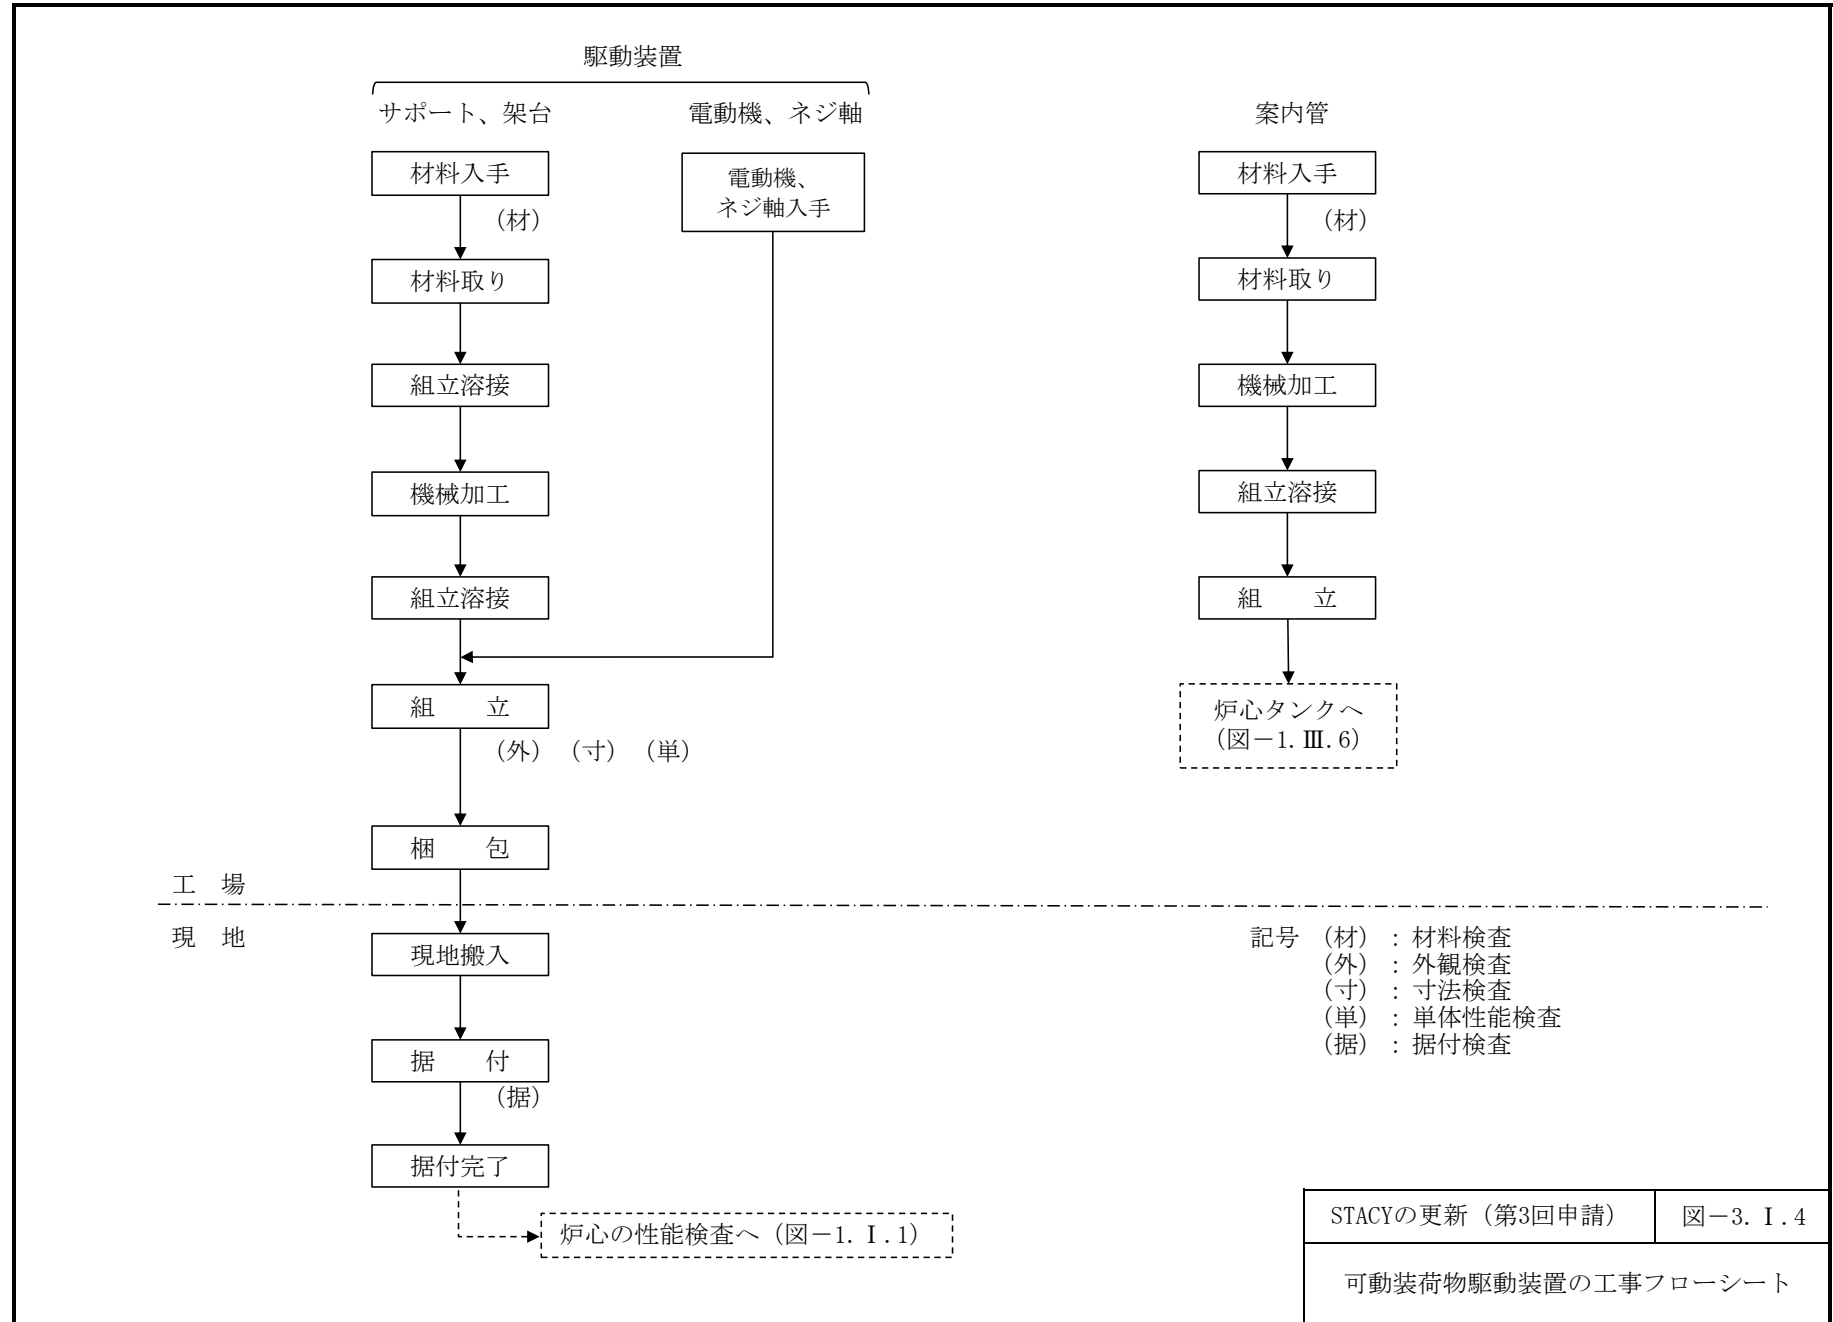 駆動装置
サポート、架台
電動機、ネジ軸
案内管
材料入手
(材)
材料取り
組立溶接
機械加工
組立溶接
組　　立
(外) (寸) (単)
梱　　包
電動機、
ネジ軸入手
材料入手
(材)
材料取り
機械加工
組立溶接
組　　立
炉心タンクへ
(図－1.Ⅲ.6)
工　場
現　地
現地搬入
据　　付
(据)
据付完了
炉心の性能検査へ (図－1.Ⅰ.1)
記号 (材) : 材料検査
(外) : 外観検査
(寸) : 寸法検査
(単) : 単体性能検査
(据) : 据付検査
STACYの更新 (第3回申請)
図－3.Ⅰ.4
可動装荷物駆動装置の工事フローシート